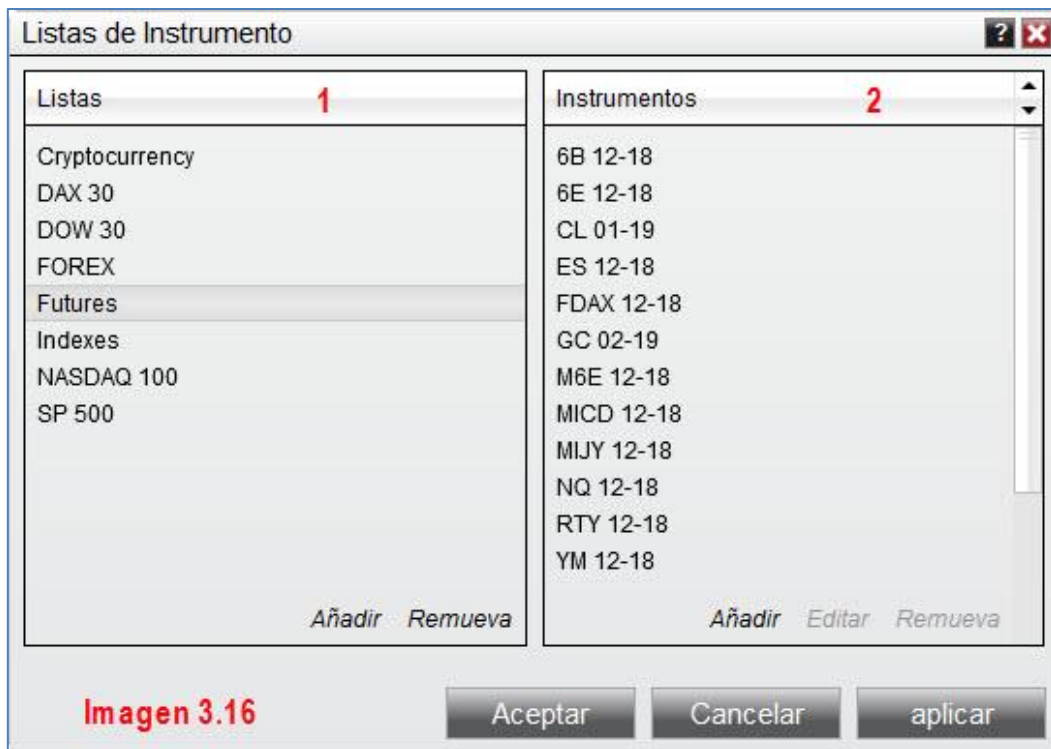 Listas de Instrumento
?
Listas 1
Cryptocurrency
DAX 30
DOW 30
FOREX
Futures
Indexes
NASDAQ 100
SP 500
Añadir Remueva
Instrumentos 2
6B 12-18
6E 12-18
CL 01-19
ES 12-18
FDAX 12-18
GC 02-19
M6E 12-18
MICD 12-18
MIJY 12-18
NQ 12-18
RTY 12-18
YM 12-18
Añadir Editar Remueva
Imagen 3.16
Aceptar Cancelar aplicar